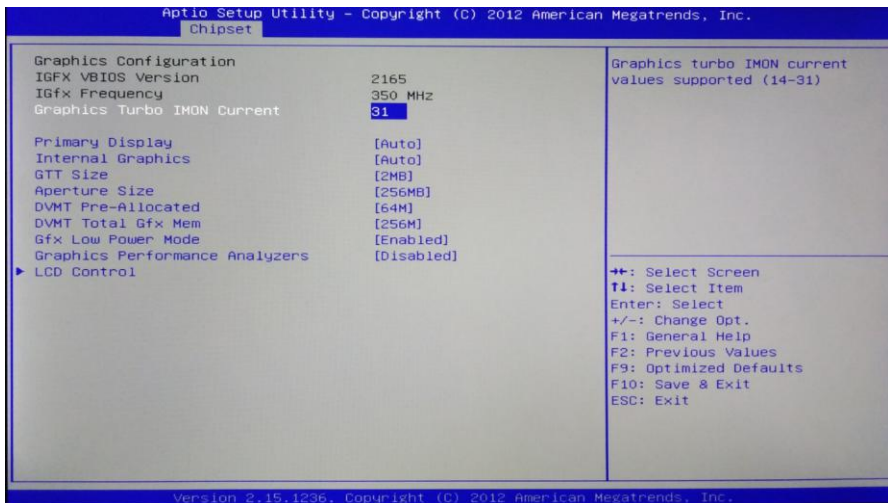 Aptio Setup Utility – Copyright (C) 2012 American Megatrends, Inc.
Chipset
Graphics Configuration
IGFX VBIOS Version 2165
IGfx Frequency 350 MHz
Graphics Turbo IMON Current 31
Primary Display [Auto]
Internal Graphics [Auto]
GTT Size [2MB]
Aperture Size [256MB]
DVMT Pre-Allocated [64M]
DVMT Total Gfx Mem [256M]
Gfx Low Power Mode [Enabled]
Graphics Performance Analyzers [Disabled]
► LCD Control
Graphics turbo IMON current
values supported (14-31)
→←: Select Screen
↑↓: Select Item
Enter: Select
+/-: Change Opt.
F1: General Help
F2: Previous Values
F9: Optimized Defaults
F10: Save & Exit
ESC: Exit
Version 2.15.1236. Copyright (C) 2012 American Megatrends, Inc.